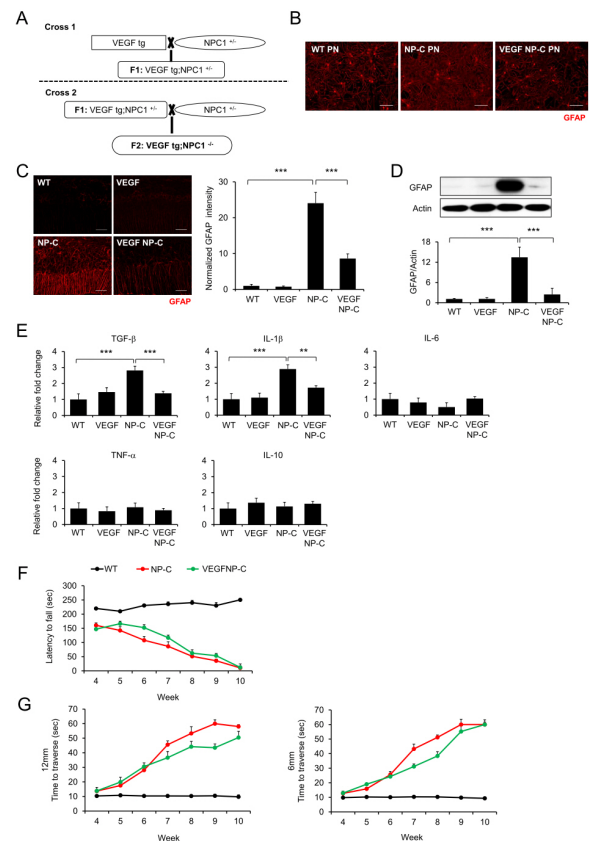 A
Cross 1
VEGF tg
NPC1 +/-
F1: VEGF tg;NPC1 +/-
Cross 2
F1: VEGF tg;NPC1 +/-
NPC1 +/-
F2: VEGF tg;NPC1 -/-
B
WT PN
NP-C PN
VEGF NP-C PN
GFAP
C
WT
VEGF
NP-C
VEGF NP-C
GFAP
Normalized GFAP intensity
30
20
10
0
***
***
WT
VEGF
NP-C
VEGF
NP-C
D
GFAP
Actin
GFAP/Actin
12
9
6
3
0
***
***
WT
VEGF
NP-C
VEGF
NP-C
E
TGF-β
Relative fold change
4
3
2
1
0
***
***
WT
VEGF
NP-C
VEGF
NP-C
IL-1β
4
3
2
1
0
***
**
WT
VEGF
NP-C
VEGF
NP-C
IL-6
4
3
2
1
0
WT
VEGF
NP-C
VEGF
NP-C
TNF-α
Relative fold change
4
3
2
1
0
WT
VEGF
NP-C
VEGF
NP-C
IL-10
4
3
2
1
0
WT
VEGF
NP-C
VEGF
NP-C
F
WT
NP-C
VEGFNP-C
Latency to fall (sec)
300
250
200
150
100
50
0
4 5 6 7 8 9 10
Week
G
12mm
Time to traverse (sec)
70
60
50
40
30
20
10
0
4 5 6 7 8 9 10
Week
6mm
Time to traverse (sec)
70
60
50
40
30
20
10
0
4 5 6 7 8 9 10
Week